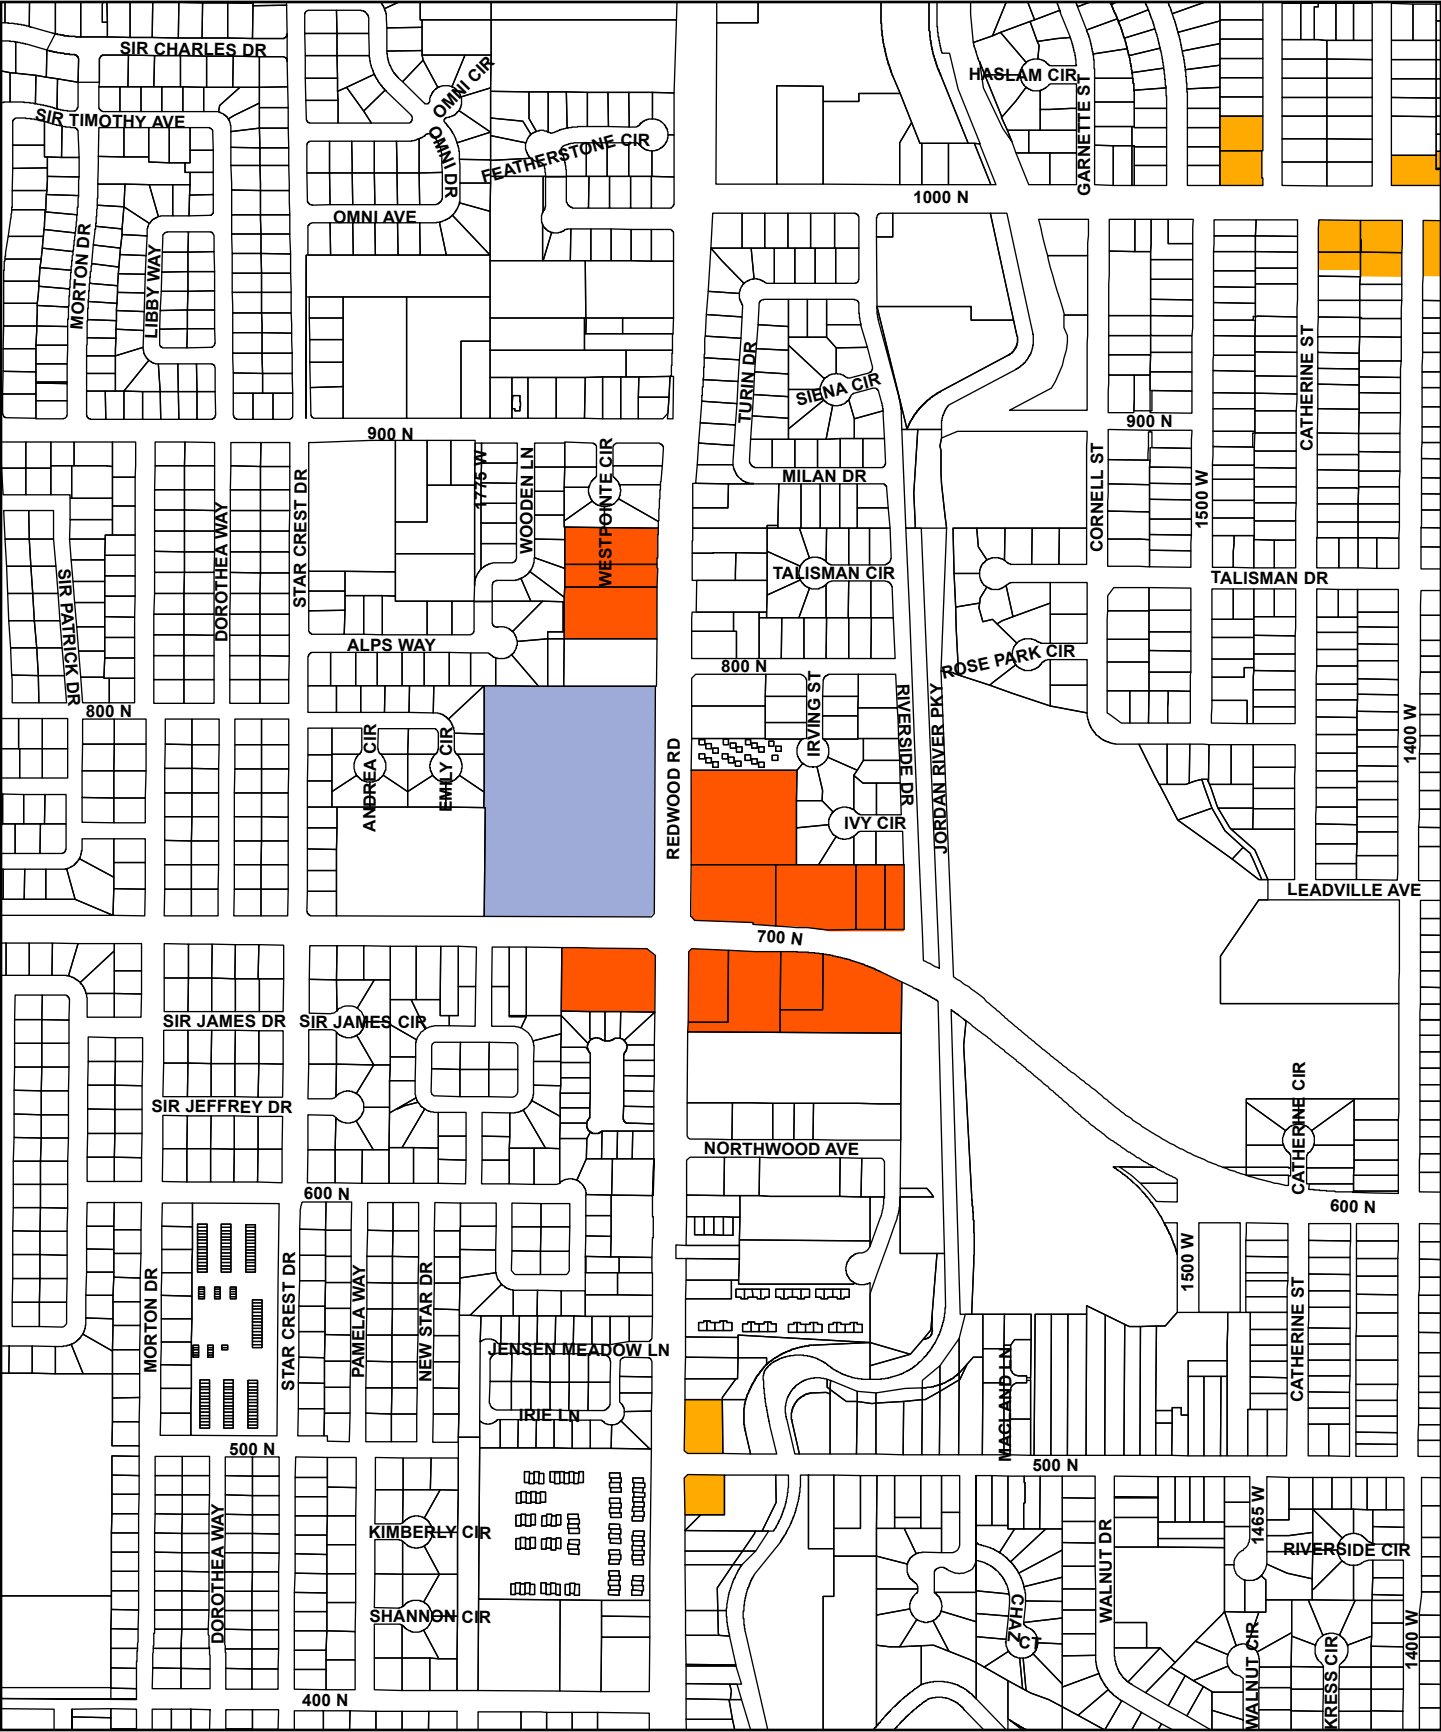 SIR CHARLES DR
OMNI CIR
HASLAM CIR
GARNETTE ST
SIR TIMOTHY AVE
OMNI DR
FEATHERSTONE CIR
1000 N
OMNI AVE
MORTON DR
LIBBY WAY
TURIN DR
SIENA CIR
CATHERINE ST
900 N
900 N
STAR CREST DR
1775 W
WOODEN LN
WESTPOINTE CIR
MILAN DR
CORNELL ST
1500 W
DOROTHEA WAY
SIR PATRICK DR
TALISMAN CIR
TALISMAN DR
ALPS WAY
800 N
ROSE PARK CIR
800 N
IRVING ST
RIVERSIDE DR
JORDAN RIVER PKY
1400 W
ANDREA CIR
EMILY CIR
REDWOOD RD
IVY CIR
LEADVILLE AVE
700 N
SIR JAMES DR
SIR JAMES CIR
SIR JEFFREY DR
CATHERINE CIR
NORTHWOOD AVE
600 N
600 N
MORTON DR
STAR CREST DR
PAMELA WAY
NEW STAR DR
1500 W
CATHERINE ST
JENSEN MEADOW LN
MACLAND LN
IRIE LN
500 N
500 N
DOROTHEA WAY
KIMBERLY CIR
WALNUT DR
1465 W
RIVERSIDE CIR
SHANNON CIR
CHAZ
CT
WALNUT CIR
KRESS CIR
1400 W
400 N